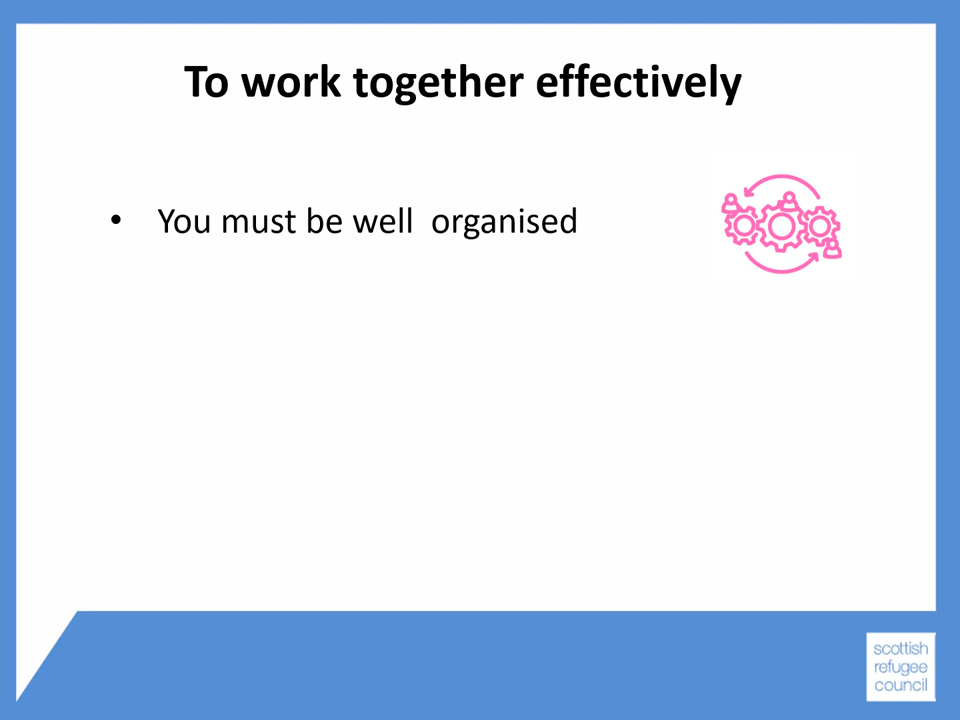 To work together effectively
• You must be well  organised
scottish
refugee
council